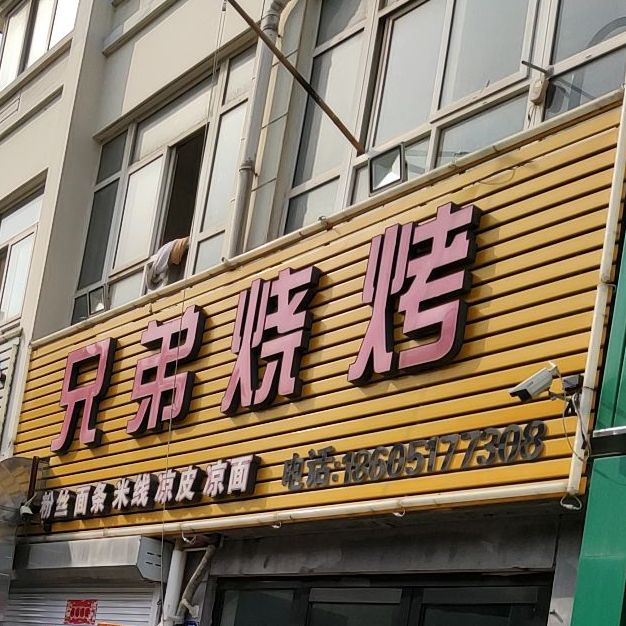 兄弟烧烤
粉丝 面条 米线 凉皮 凉面
电话:18605177308